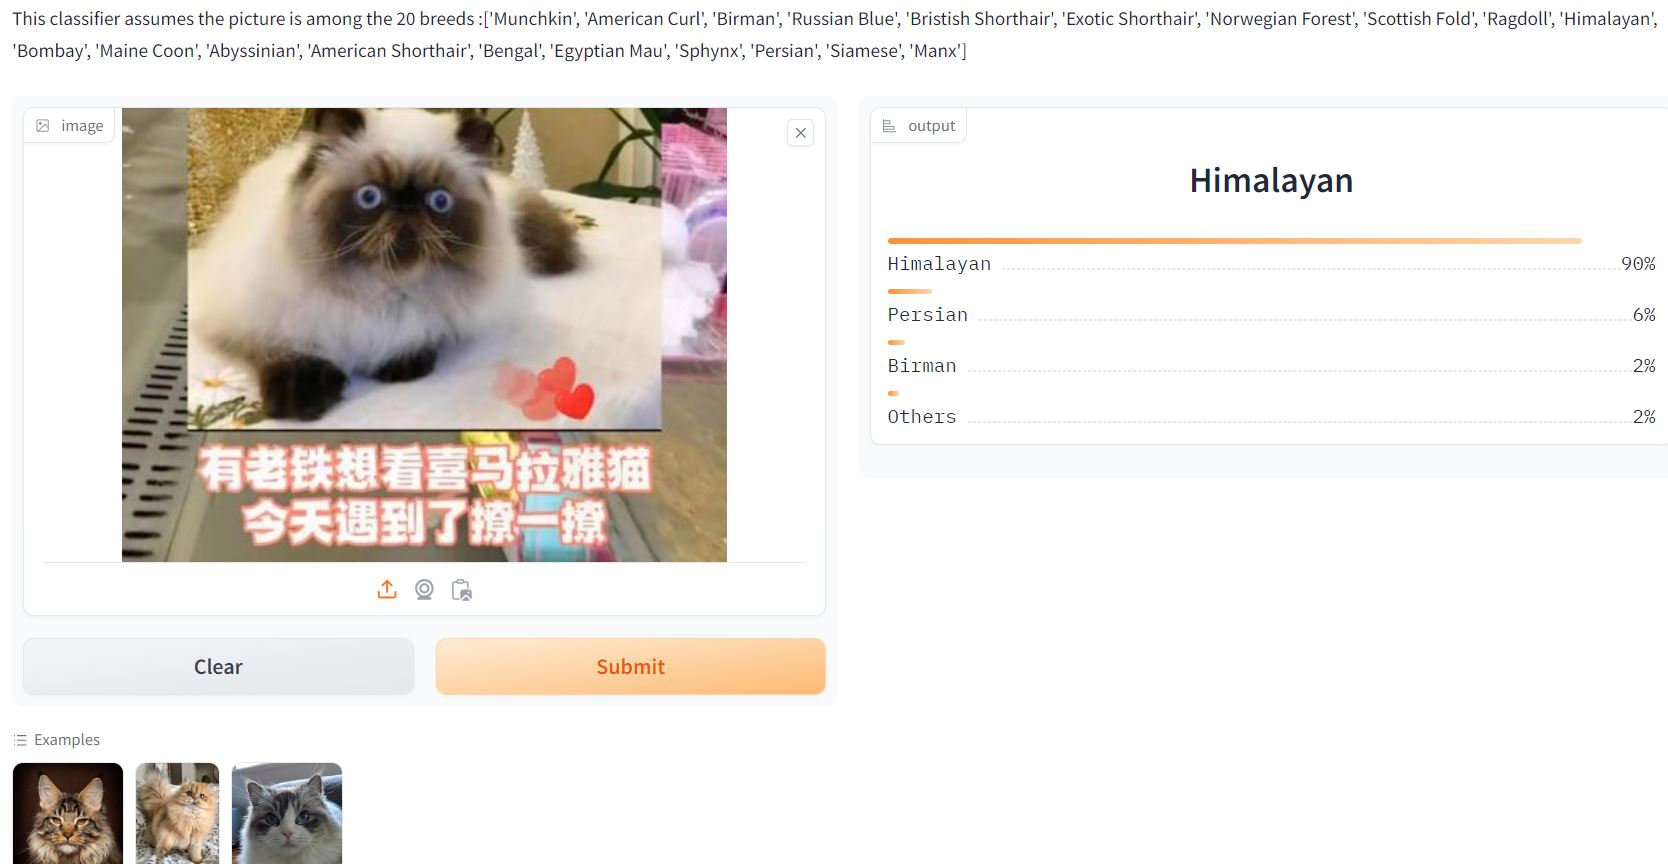 This classifier assumes the picture is among the 20 breeds :['Munchkin', 'American Curl', 'Birman', 'Russian Blue', 'Bristish Shorthair', 'Exotic Shorthair', 'Norwegian Forest', 'Scottish Fold', 'Ragdoll', 'Himalayan',
'Bombay', 'Maine Coon', 'Abyssinian', 'American Shorthair', 'Bengal', 'Egyptian Mau', 'Sphynx', 'Persian', 'Siamese', 'Manx']
image
有老铁想看喜马拉雅猫
今天遇到了撩一撩
Clear
Submit
output
Himalayan
Himalayan 90%
Persian 6%
Birman 2%
Others 2%
Examples